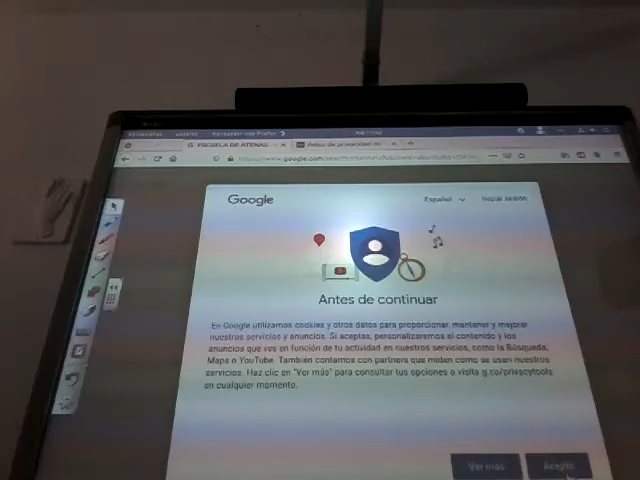 Navegador web Firefox
ESCUELA DE ATENAS
Google
Español
Iniciar sesión
Antes de continuar
En Google utilizamos cookies y otros datos para proporcionar, mantener y mejorar
nuestros servicios y anuncios. Si aceptas, personalizaremos el contenido y los
anuncios que ves en función de tu actividad en nuestros servicios, como la Búsqueda,
Maps o YouTube. También contamos con partners que miden cómo se usan nuestros
servicios. Haz clic en "Ver más" para consultar tus opciones o visita g.co/privacytools
en cualquier momento.
Ver más
Acepto